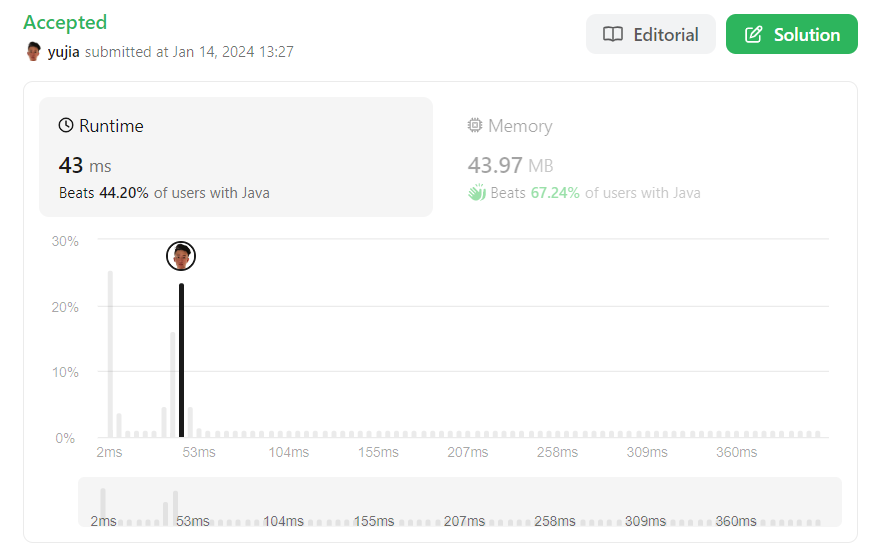 Accepted
yujia submitted at Jan 14, 2024 13:27
Editorial
Solution
Runtime
43 ms
Beats 44.20% of users with Java
Memory
43.97 MB
Beats 67.24% of users with Java
30%
20%
10%
0%
2ms 53ms 104ms 155ms 207ms 258ms 309ms 360ms
2ms 53ms 104ms 155ms 207ms 258ms 309ms 360ms